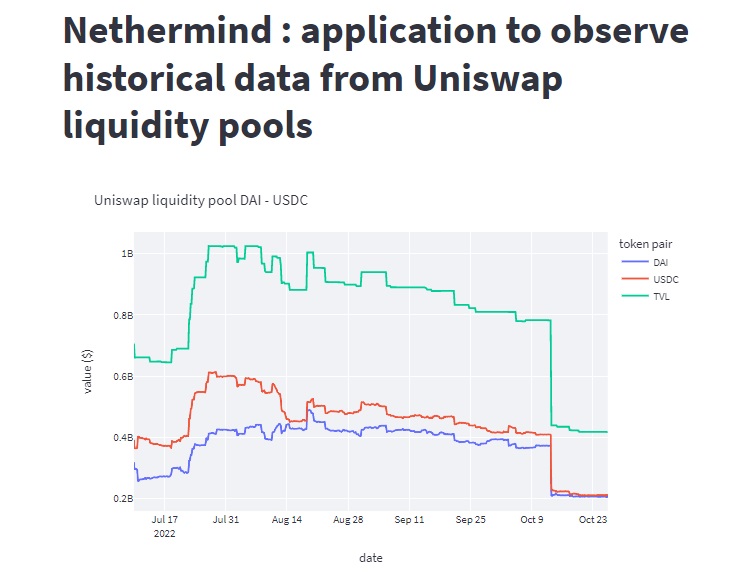 Nethermind : application to observe
historical data from Uniswap
liquidity pools
Uniswap liquidity pool DAI - USDC
token pair
DAI
USDC
TVL
value ($)
1B
0.8B
0.6B
0.4B
0.2B
Jul 17 Jul 31 Aug 14 Aug 28 Sep 11 Sep 25 Oct 9 Oct 23
2022
date